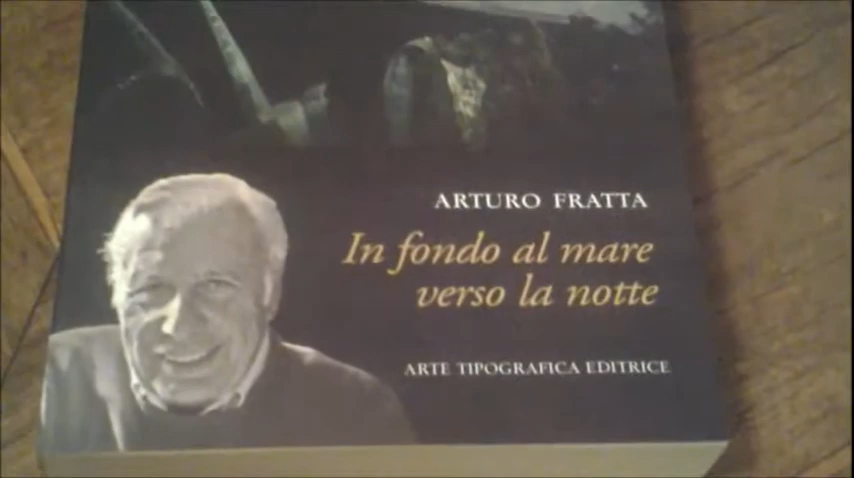 ARTURO FRATTA
In fondo al mare
verso la notte
ARTE TIPOGRAFICA EDITRICE